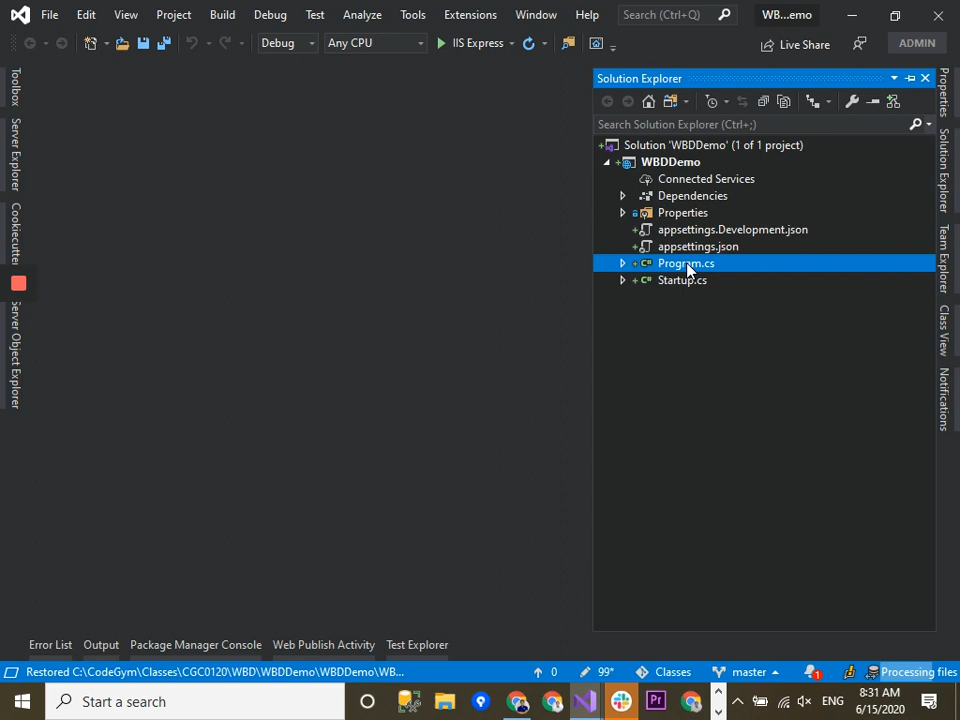 File Edit View Project Build Debug Test Analyze Tools Extensions Window Help Search (Ctrl+Q) WB...emo
Debug Any CPU IIS Express Live Share ADMIN
Toolbox
Server Explorer
Cookiecutter
Server Object Explorer
Solution Explorer
Search Solution Explorer (Ctrl+;)
Solution 'WBDDemo' (1 of 1 project)
WBDDemo
Connected Services
Dependencies
Properties
appsettings.Development.json
appsettings.json
Program.cs
Startup.cs
Properties
Solution Explorer
Team Explorer
Class View
Notifications
Error List Output Package Manager Console Web Publish Activity Test Explorer
Restored C:\CodeGym\Classes\CGC0120\WBD\WBDDemo\WBDDemo\WB... 0 99* Classes master 1 Processing files
Start a search Pr ENG 8:31 AM
6/15/2020